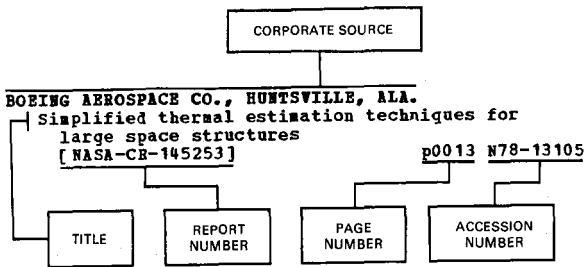 CORPORATE SOURCE
BOEING AEROSPACE CO., HUNTSVILLE, ALA.
Simplified thermal estimation techniques for
large space structures
[NASA-CR-145253] p0013 N78-13105
TITLE
REPORT
NUMBER
PAGE
NUMBER
ACCESSION
NUMBER